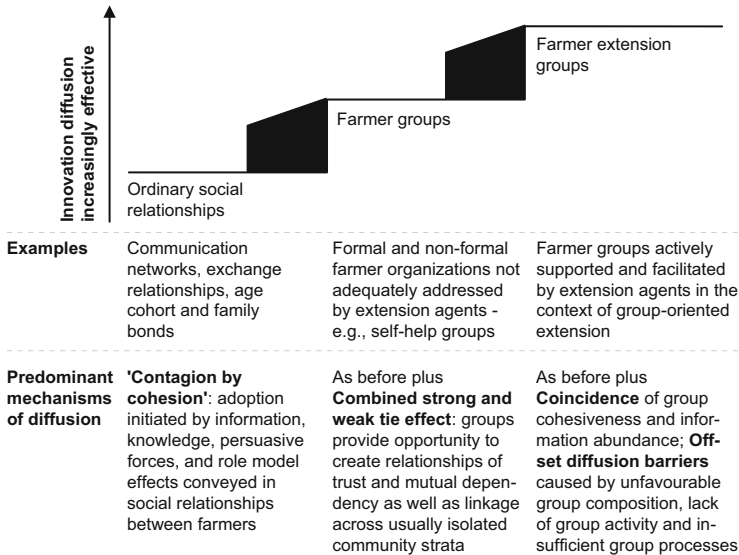 Innovation diffusion
increasingly effective
Farmer extension
groups
Farmer groups
Ordinary social
relationships
Examples
Communication
networks, exchange
relationships, age
cohort and family
bonds
Formal and non-formal
farmer organizations not
adequately addressed
by extension agents -
e.g., self-help groups
Farmer groups actively
supported and facilitated
by extension agents in the
context of group-oriented
extension
Predominant
mechanisms
of diffusion
'Contagion by
cohesion': adoption
initiated by information,
knowledge, persuasive
forces, and role model
effects conveyed in
social relationships
between farmers
As before plus
Combined strong and
weak tie effect: groups
provide opportunity to
create relationships of
trust and mutual depen-
dency as well as linkage
across usually isolated
community strata
As before plus
Coincidence of group
cohesiveness and infor-
mation abundance; Off-
set diffusion barriers
caused by unfavourable
group composition, lack
of group activity and in-
sufficient group processes